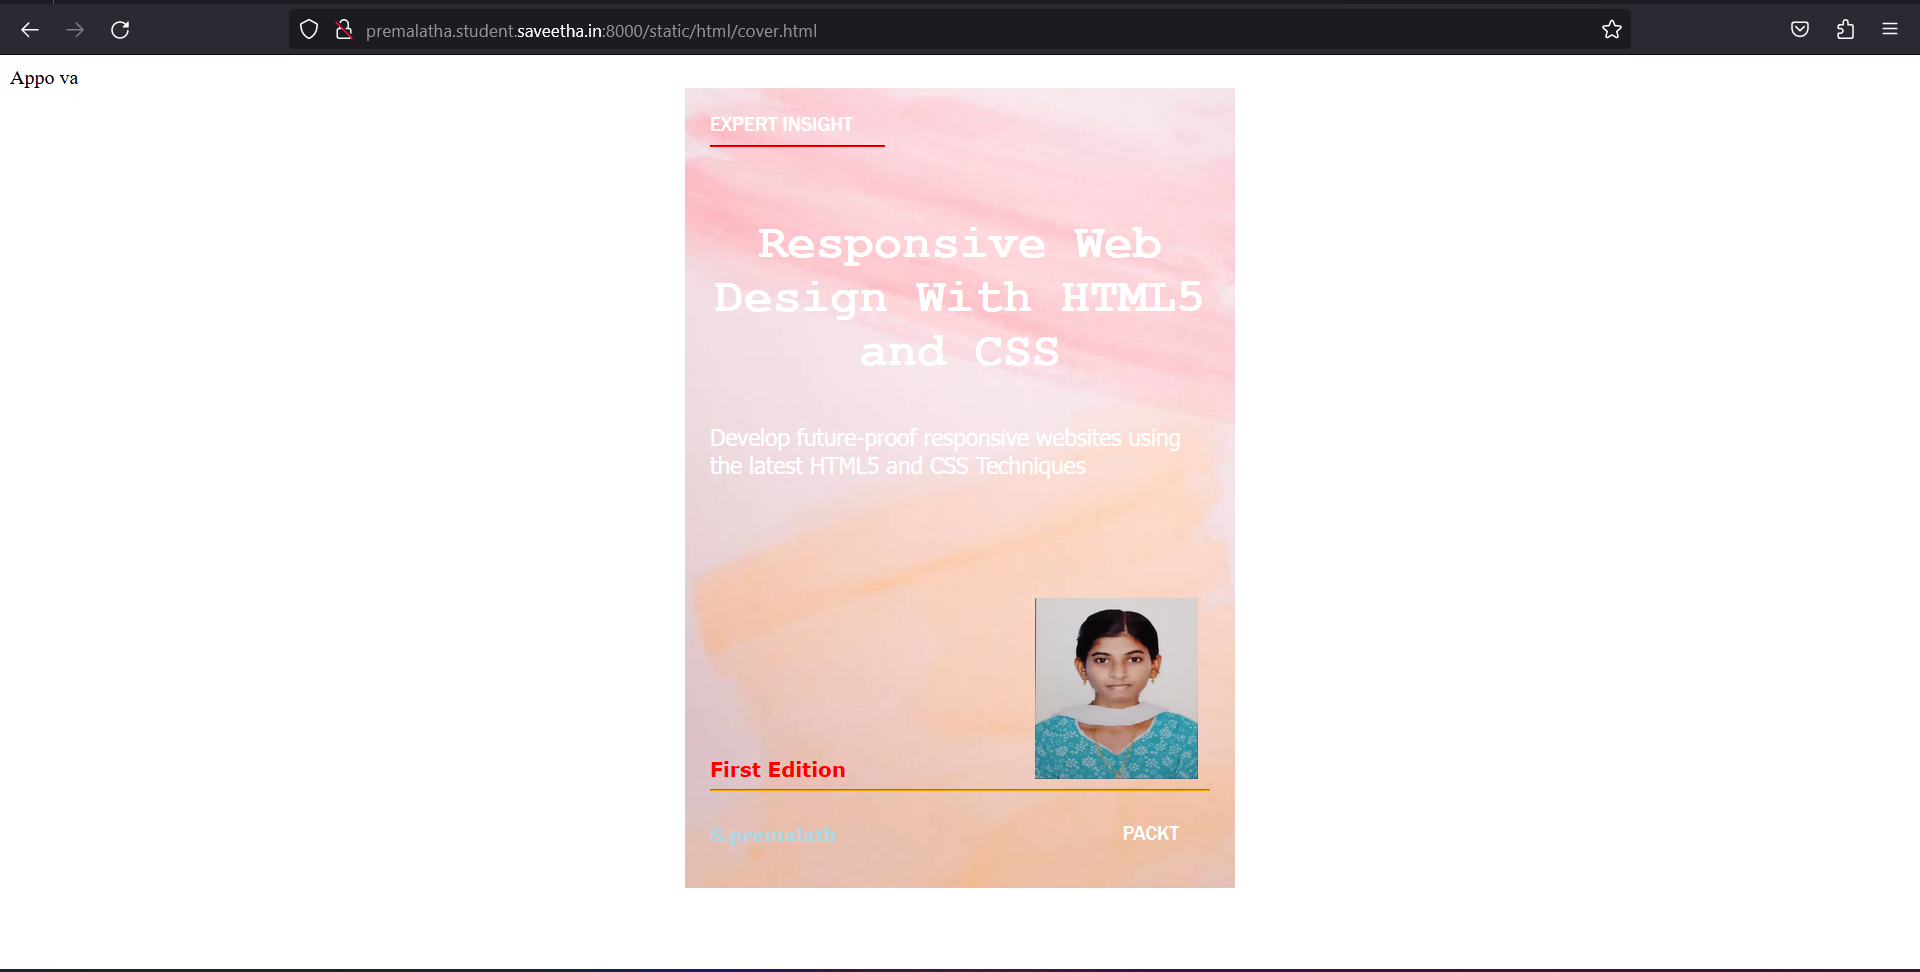 premalatha.student.saveetha.in:8000/static/html/cover.html
Appo va
EXPERT INSIGHT
Responsive Web
Design With HTML5
and CSS
Develop future-proof responsive websites using
the latest HTML5 and CSS Techniques
First Edition
S.premalath
PACKT